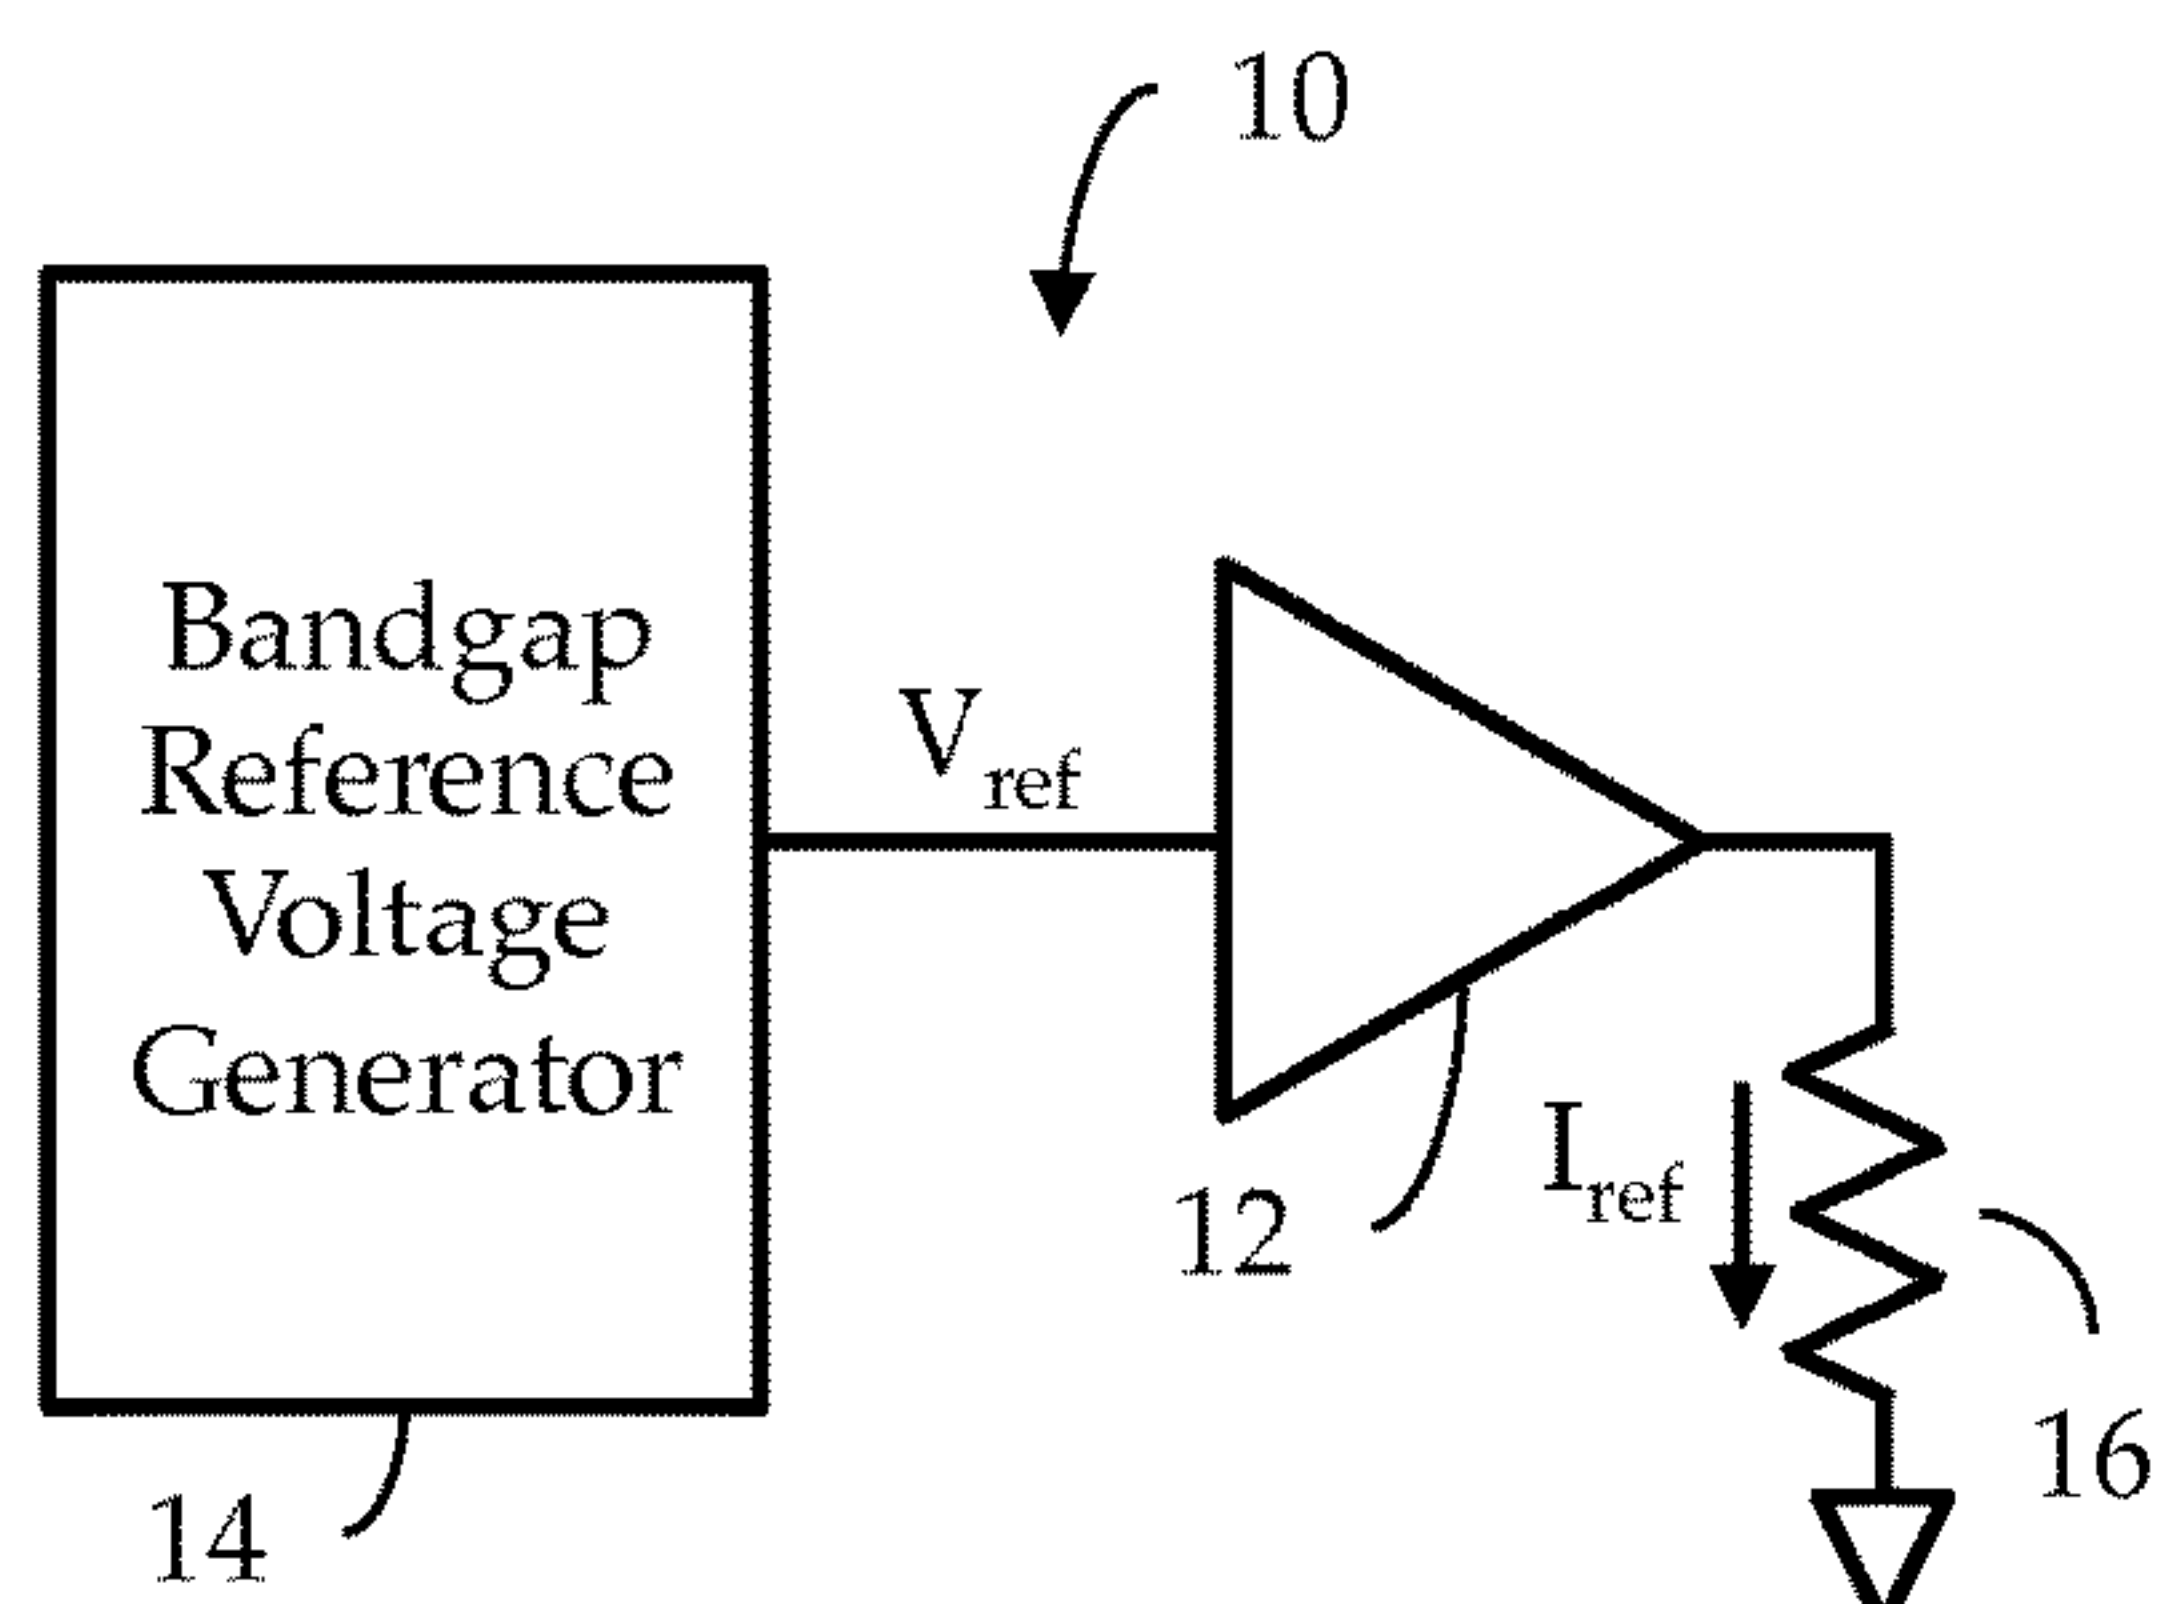 10
Bandgap
Reference
Voltage
Generator
Vref
12
Iref
16
14